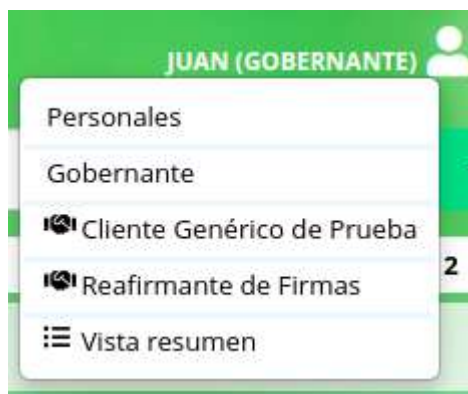 JUAN (GOBERNANTE)
Personales
Gobernante
Cliente Genérico de Prueba
2
Reafirmante de Firmas
Vista resumen